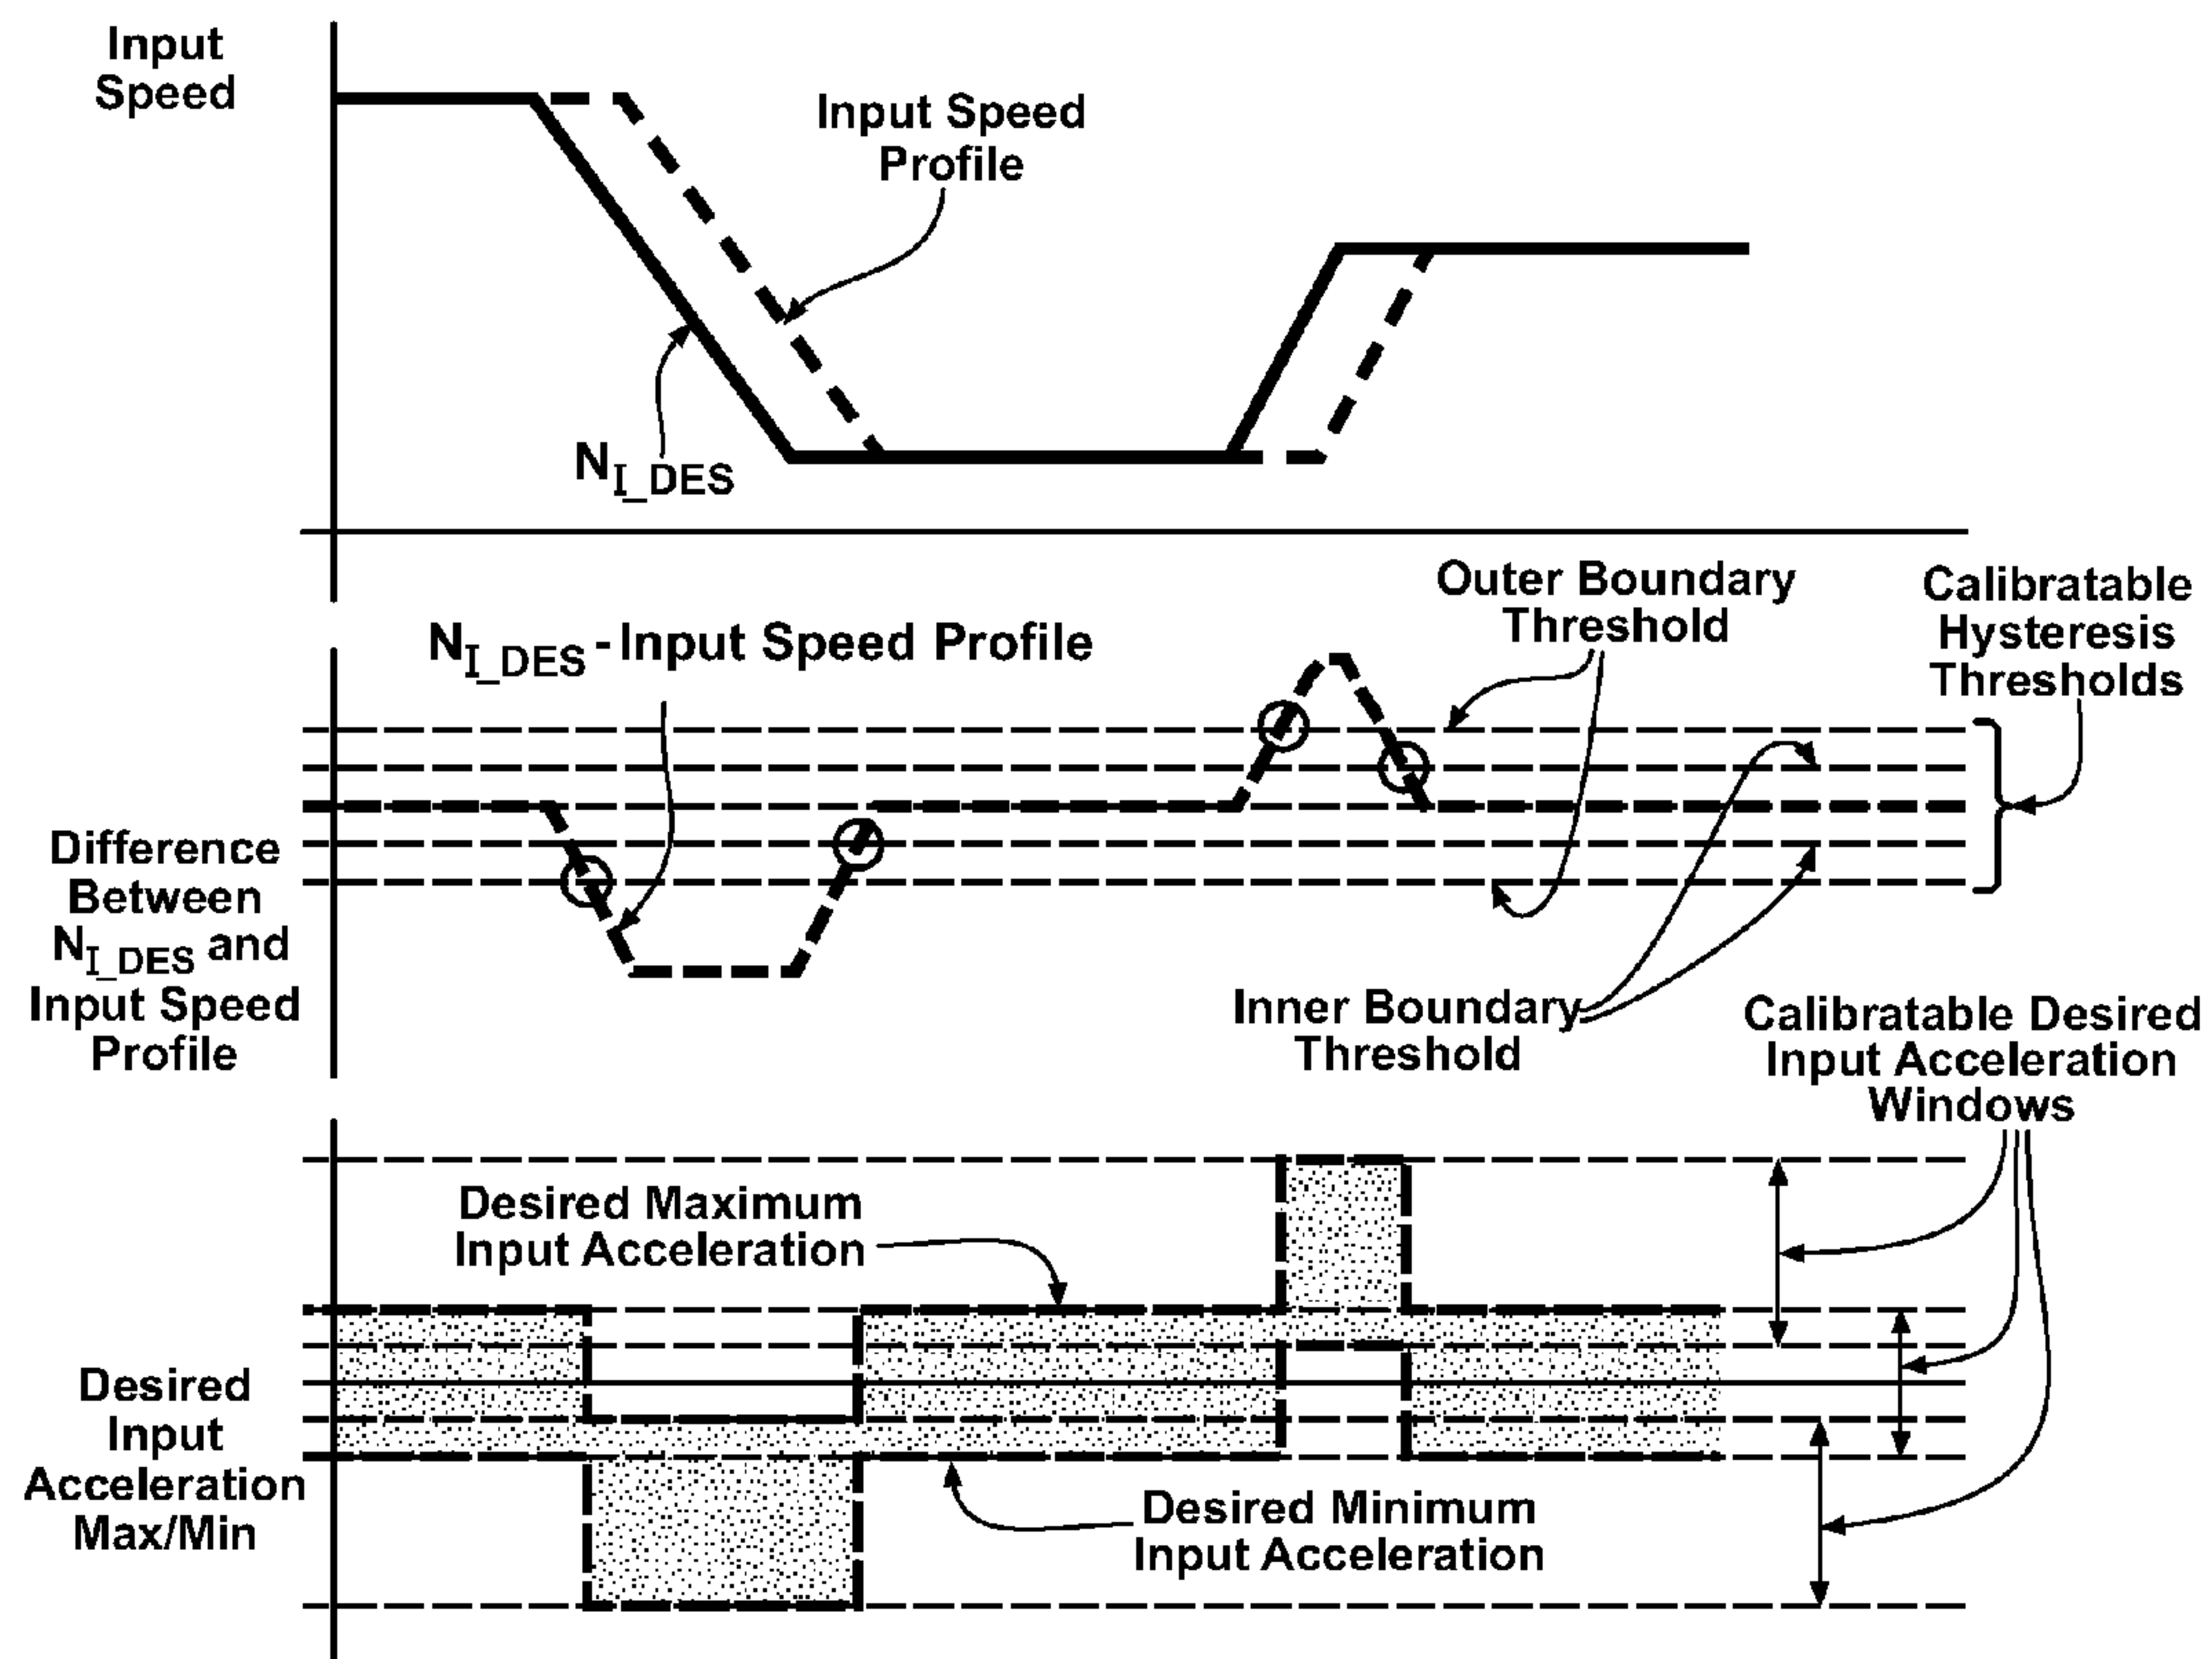 Input
Speed
Input Speed
Profile
NI_DES
Outer Boundary
Threshold
Calibratable
Hysteresis
Thresholds
NI_DES - Input Speed Profile
Difference
Between
NI_DES and
Input Speed
Profile
Inner Boundary
Threshold
Calibratable Desired
Input Acceleration
Windows
Desired Maximum
Input Acceleration
Desired
Input
Acceleration
Max/Min
Desired Minimum
Input Acceleration